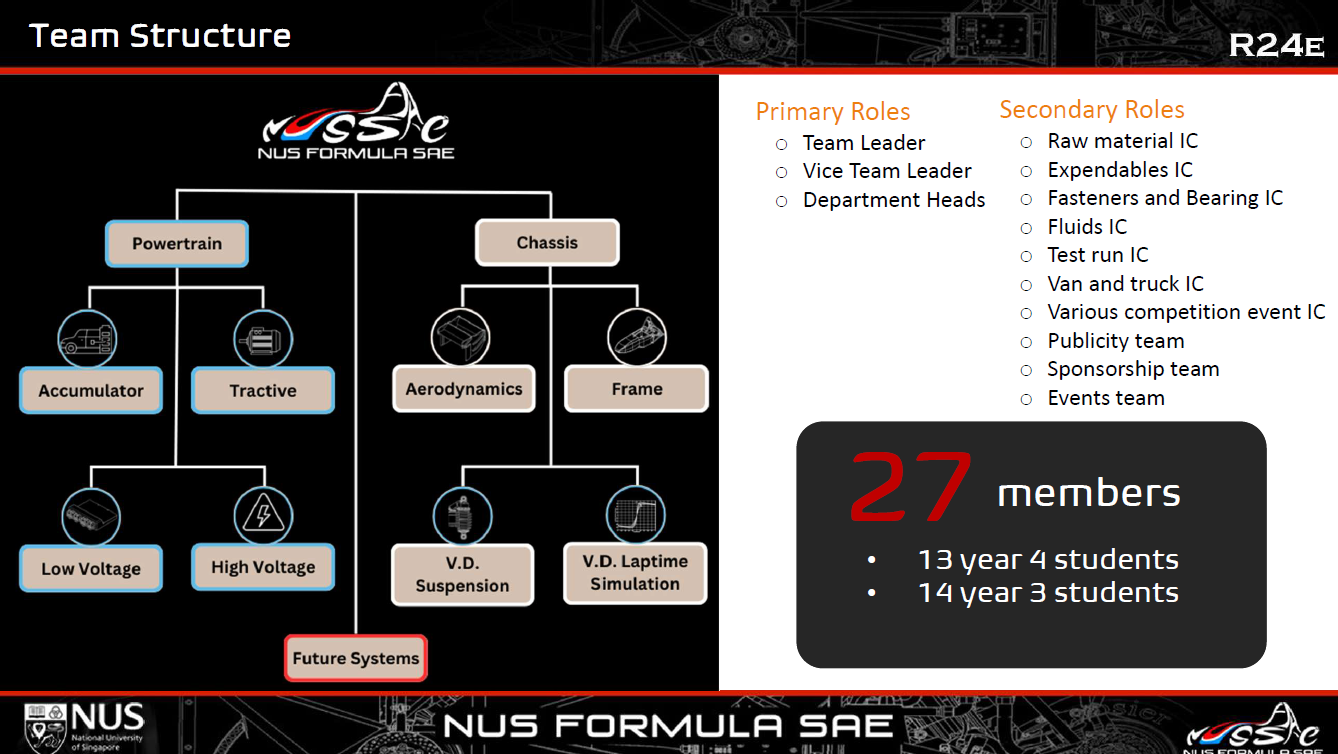 Team Structure
R24E
NUS FORMULA SAE
Powertrain
Chassis
Accumulator
Tractive
Aerodynamics
Frame
Low Voltage
High Voltage
V.D.
Suspension
V.D. Laptime
Simulation
Future Systems
Primary Roles
Team Leader
Vice Team Leader
Department Heads
Secondary Roles
Raw material IC
Expendables IC
Fasteners and Bearing IC
Fluids IC
Test run IC
Van and truck IC
Various competition event IC
Publicity team
Sponsorship team
Events team
27 members
• 13 year 4 students
• 14 year 3 students
NUS
National University
of Singapore
NUS FORMULA SAE
NUS FORMULA SAE